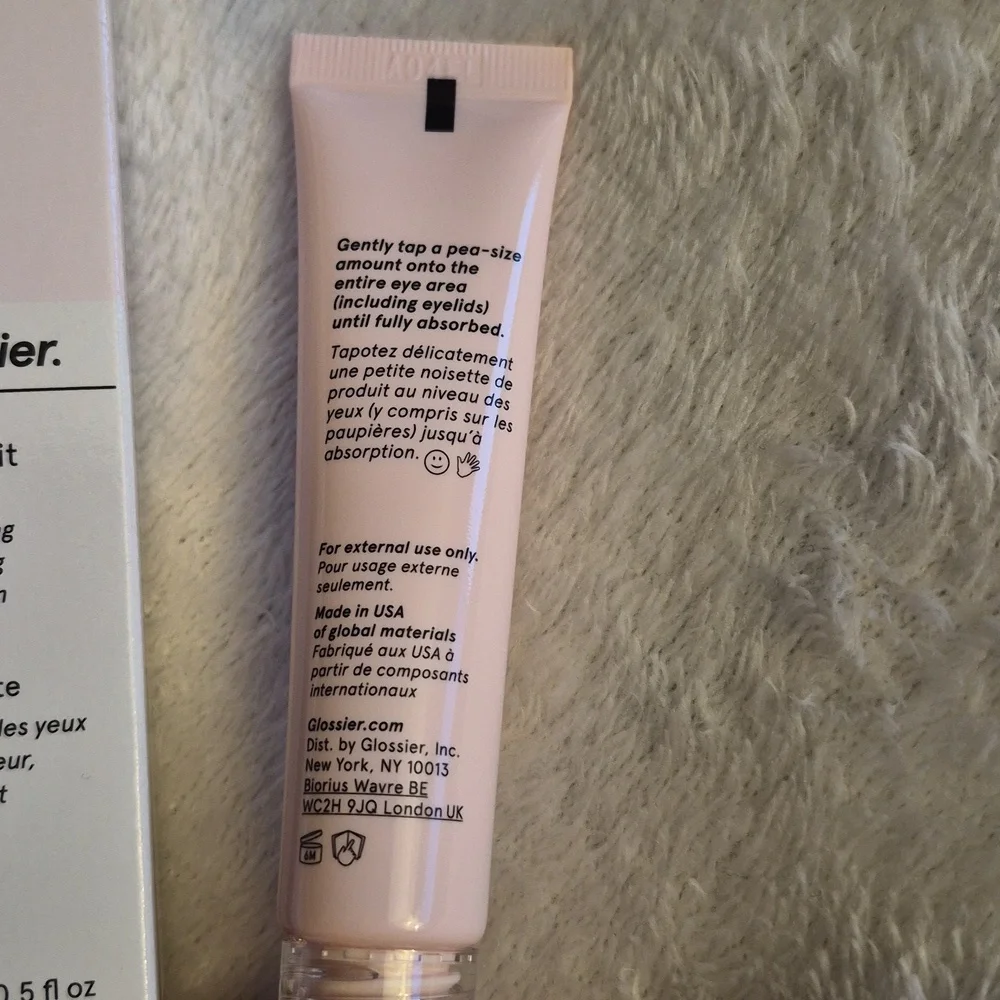 Gently tap a pea-size
amount onto the
entire eye area
(including eyelids)
until fully absorbed.
Tapotez délicatement
une petite noisette de
produit au niveau des
yeux (y compris sur les
paupières) jusqu'à
absorption.
For external use only.
Pour usage externe
seulement.
Made in USA
of global materials
Fabriqué aux USA à
partir de composants
internationaux
Glossier.com
Dist. by Glossier, Inc.
New York, NY 10013
Biorius Wavre BE
WC2H 9JQ London UK
6M
ier.
it
g
g
n
te
les yeux
eur,
t
0.5 fl oz